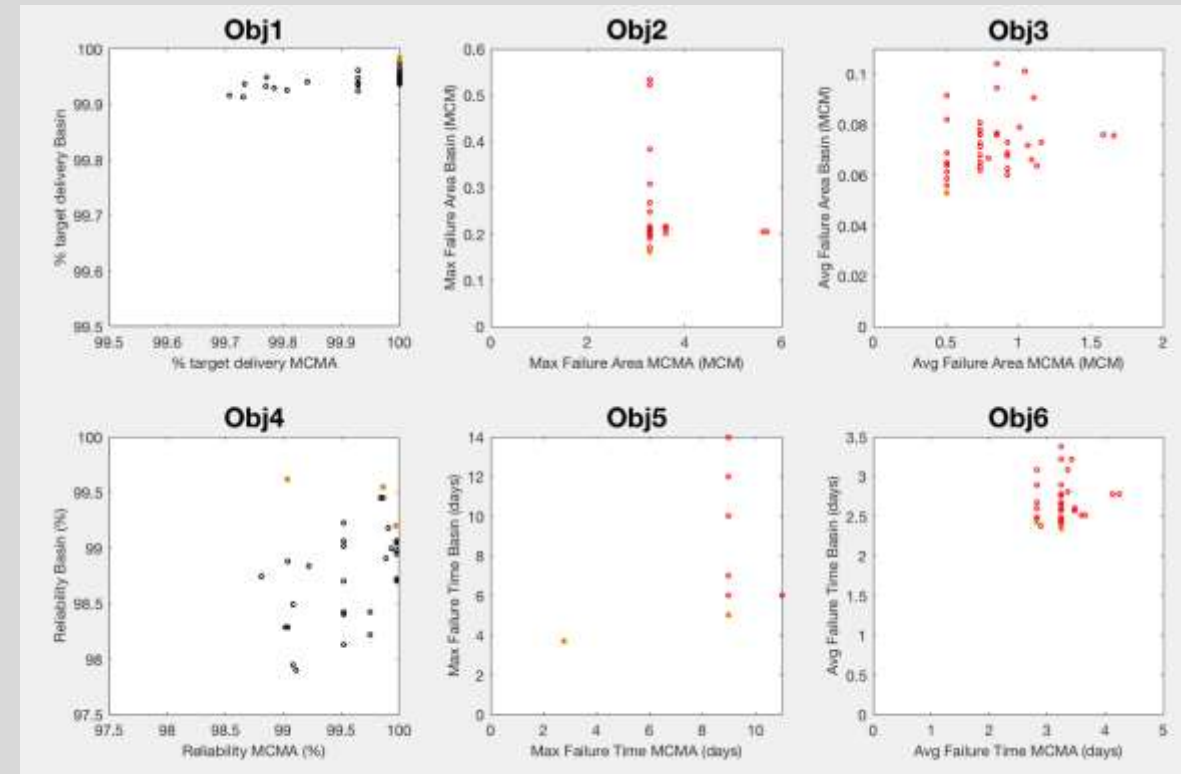 Obj1
100
99.9
99.8
99.7
99.6
99.5
99.5 99.6 99.7 99.8 99.9 100
% target delivery MCMA
% target delivery Basin
Obj2
0.6
0.5
0.4
0.3
0.2
0.1
0
0 2 4 6
Max Failure Area MCMA (MCM)
Max Failure Area Basin (MCM)
Obj3
0.1
0.08
0.06
0.04
0.02
0
0 0.5 1 1.5 2
Avg Failure Area MCMA (MCM)
Avg Failure Area Basin (MCM)
Obj4
100
99.5
99
98.5
98
97.5
97.5 98 98.5 99 99.5 100
Reliability MCMA (%)
Reliability Basin (%)
Obj5
14
12
10
8
6
4
2
0
0 2 4 6 8 10
Max Failure Time MCMA (days)
Max Failure Time Basin (days)
Obj6
3.5
3
2.5
2
1.5
1
0.5
0
0 1 2 3 4 5
Avg Failure Time MCMA (days)
Avg Failure Time Basin (days)